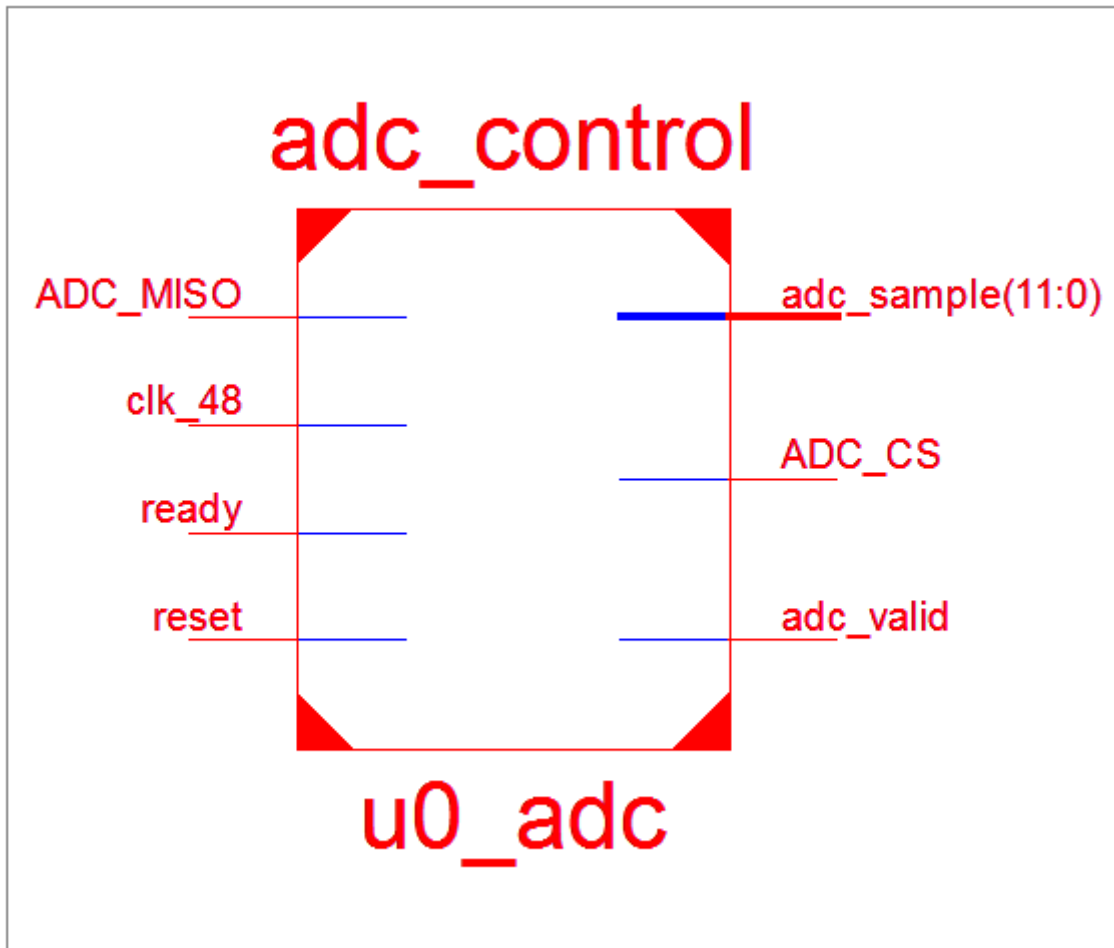 adc_control
ADC_MISO
adc_sample(11:0)
clk_48
ADC_CS
ready
reset
adc_valid
u0_adc